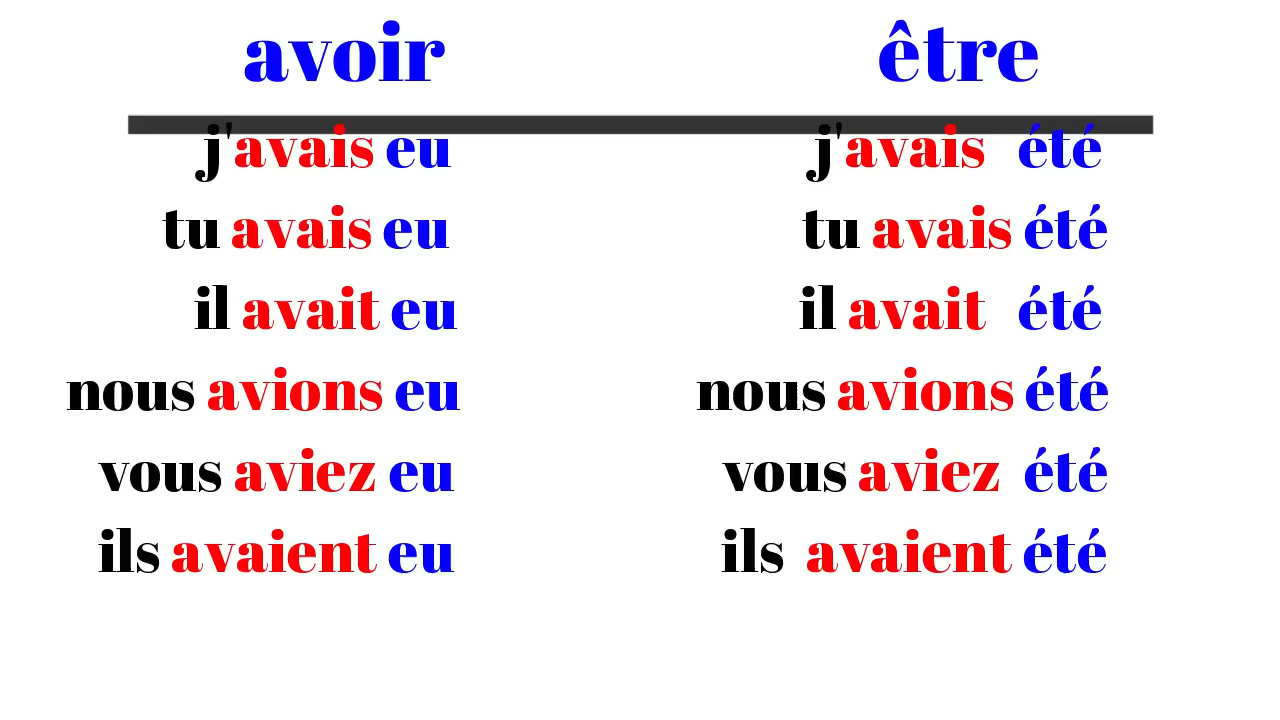 avoir être
j'avais eu j'avais été
tu avais eu tu avais été
il avait eu il avait été
nous avions eu nous avions été
vous aviez eu vous aviez été
ils avaient eu ils avaient été